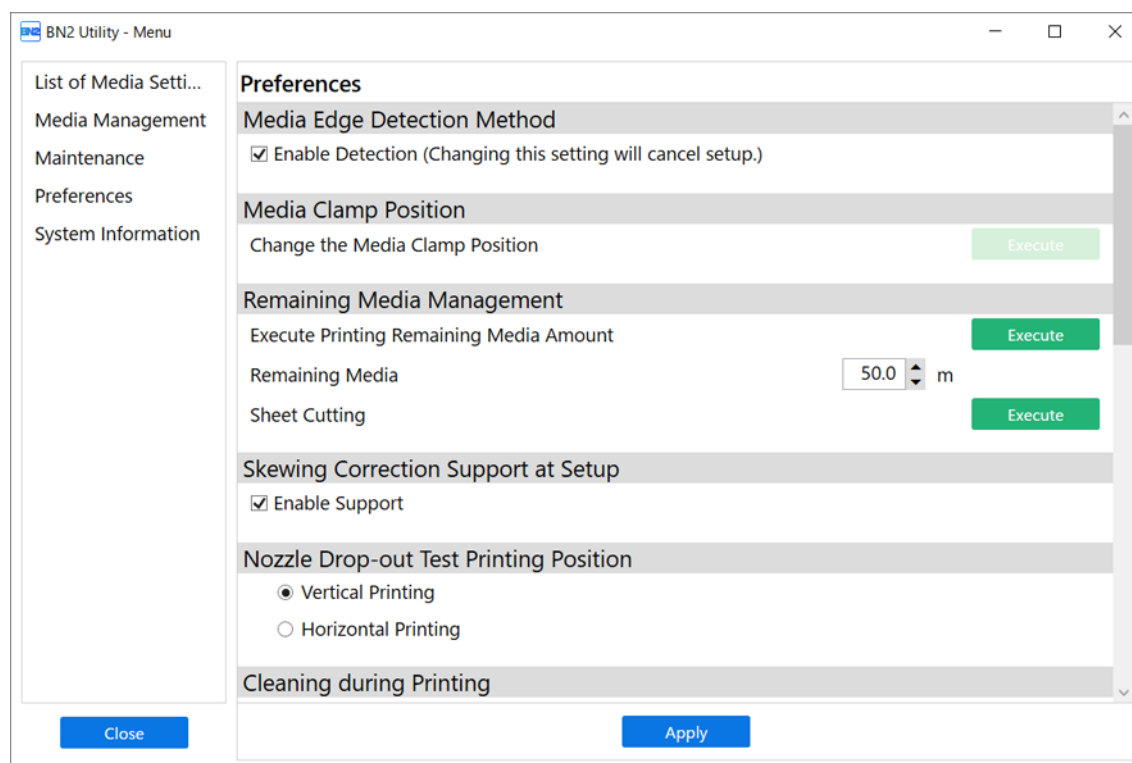 BN2 BN2 Utility - Menu
List of Media Setti...
Media Management
Maintenance
Preferences
System Information
Close
Preferences
Media Edge Detection Method
Enable Detection (Changing this setting will cancel setup.)
Media Clamp Position
Change the Media Clamp Position Execute
Remaining Media Management
Execute Printing Remaining Media Amount Execute
Remaining Media 50.0 m
Sheet Cutting Execute
Skewing Correction Support at Setup
Enable Support
Nozzle Drop-out Test Printing Position
Vertical Printing
Horizontal Printing
Cleaning during Printing
Apply